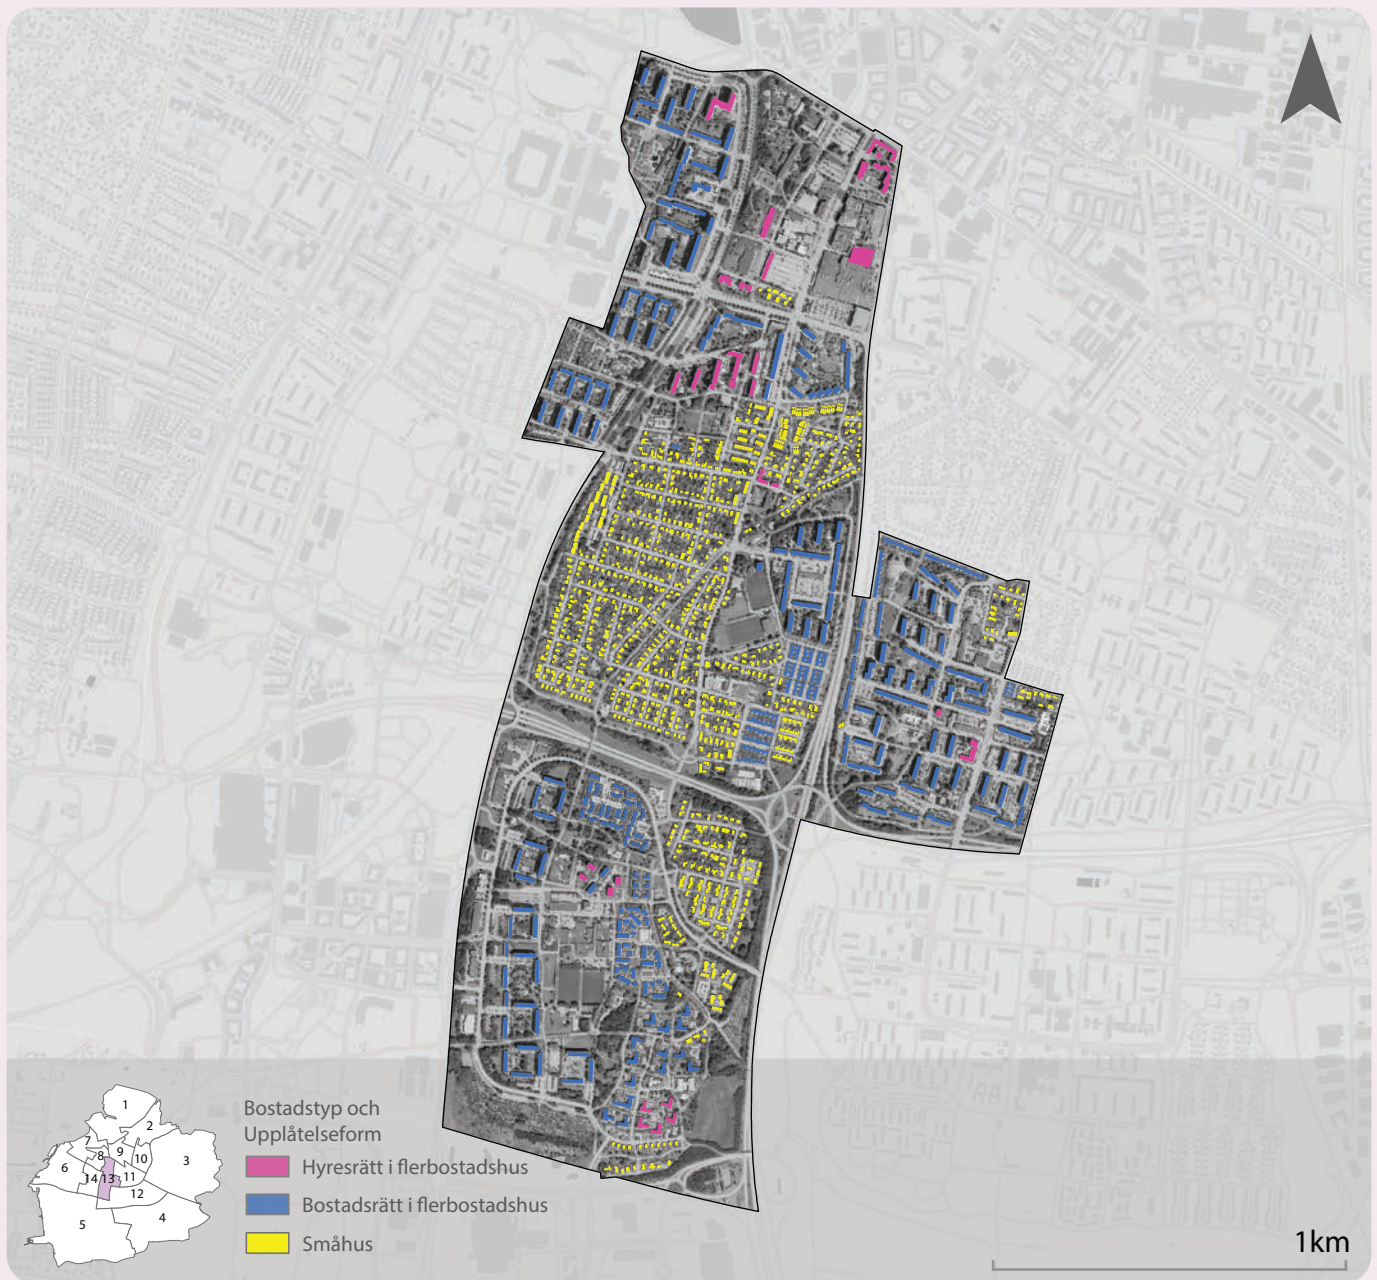 1
2
7
8
9
10
3
6
14
13
11
12
5
4
Bostadstyp och
Upplåtelseform
Hyresrätt i flerbostadshus
Bostadsrätt i flerbostadshus
Småhus
1km